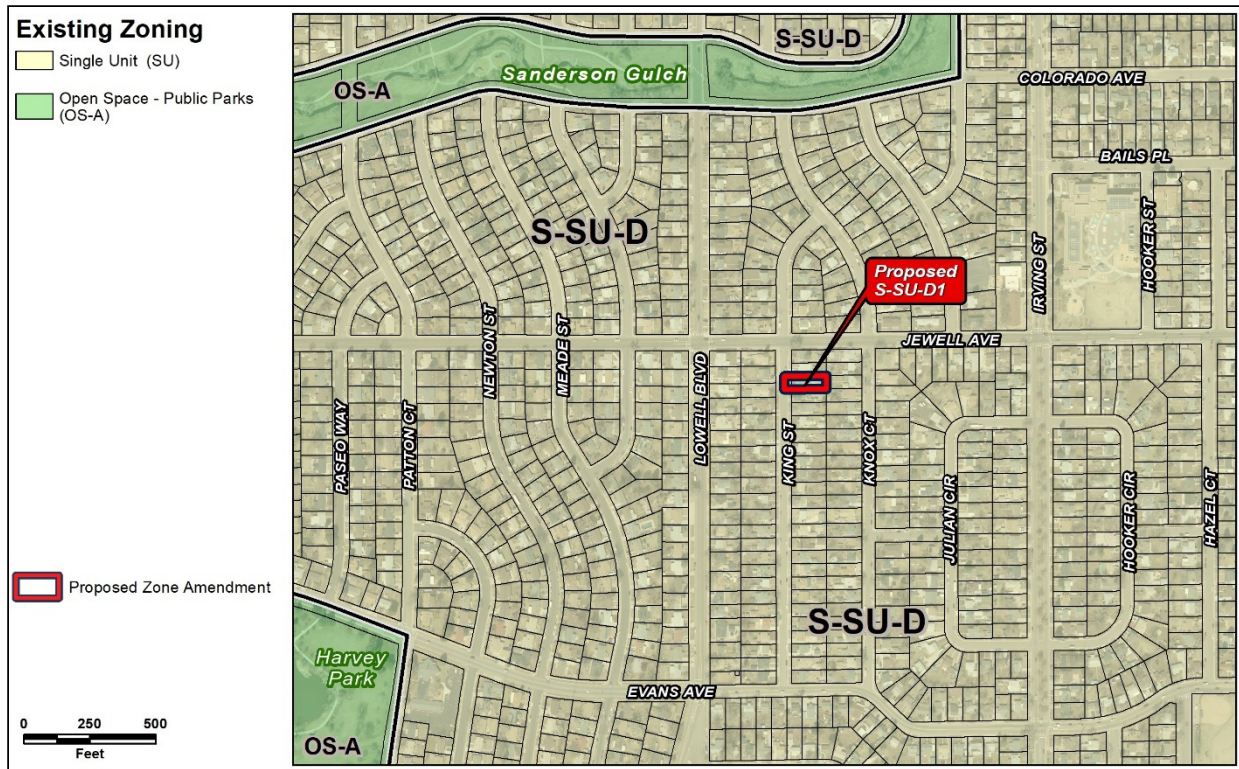 Existing Zoning
Single Unit (SU)
Open Space - Public Parks
(OS-A)
Proposed Zone Amendment
0 250 500
Feet
S-SU-D
Sanderson Gulch
OS-A
COLORADO AVE
BAILS PL
HOOKER ST
IRVING ST
S-SU-D
Proposed
S-SU-D1
JEWELL AVE
NEWTON ST
MEADE ST
LOWELL BLVD
PASEO WAY
PATTON CT
KING ST
KNOX CT
JULIAN CIR
HOOKER CIR
HAZEL CT
S-SU-D
Harvey
Park
EVANS AVE
OS-A